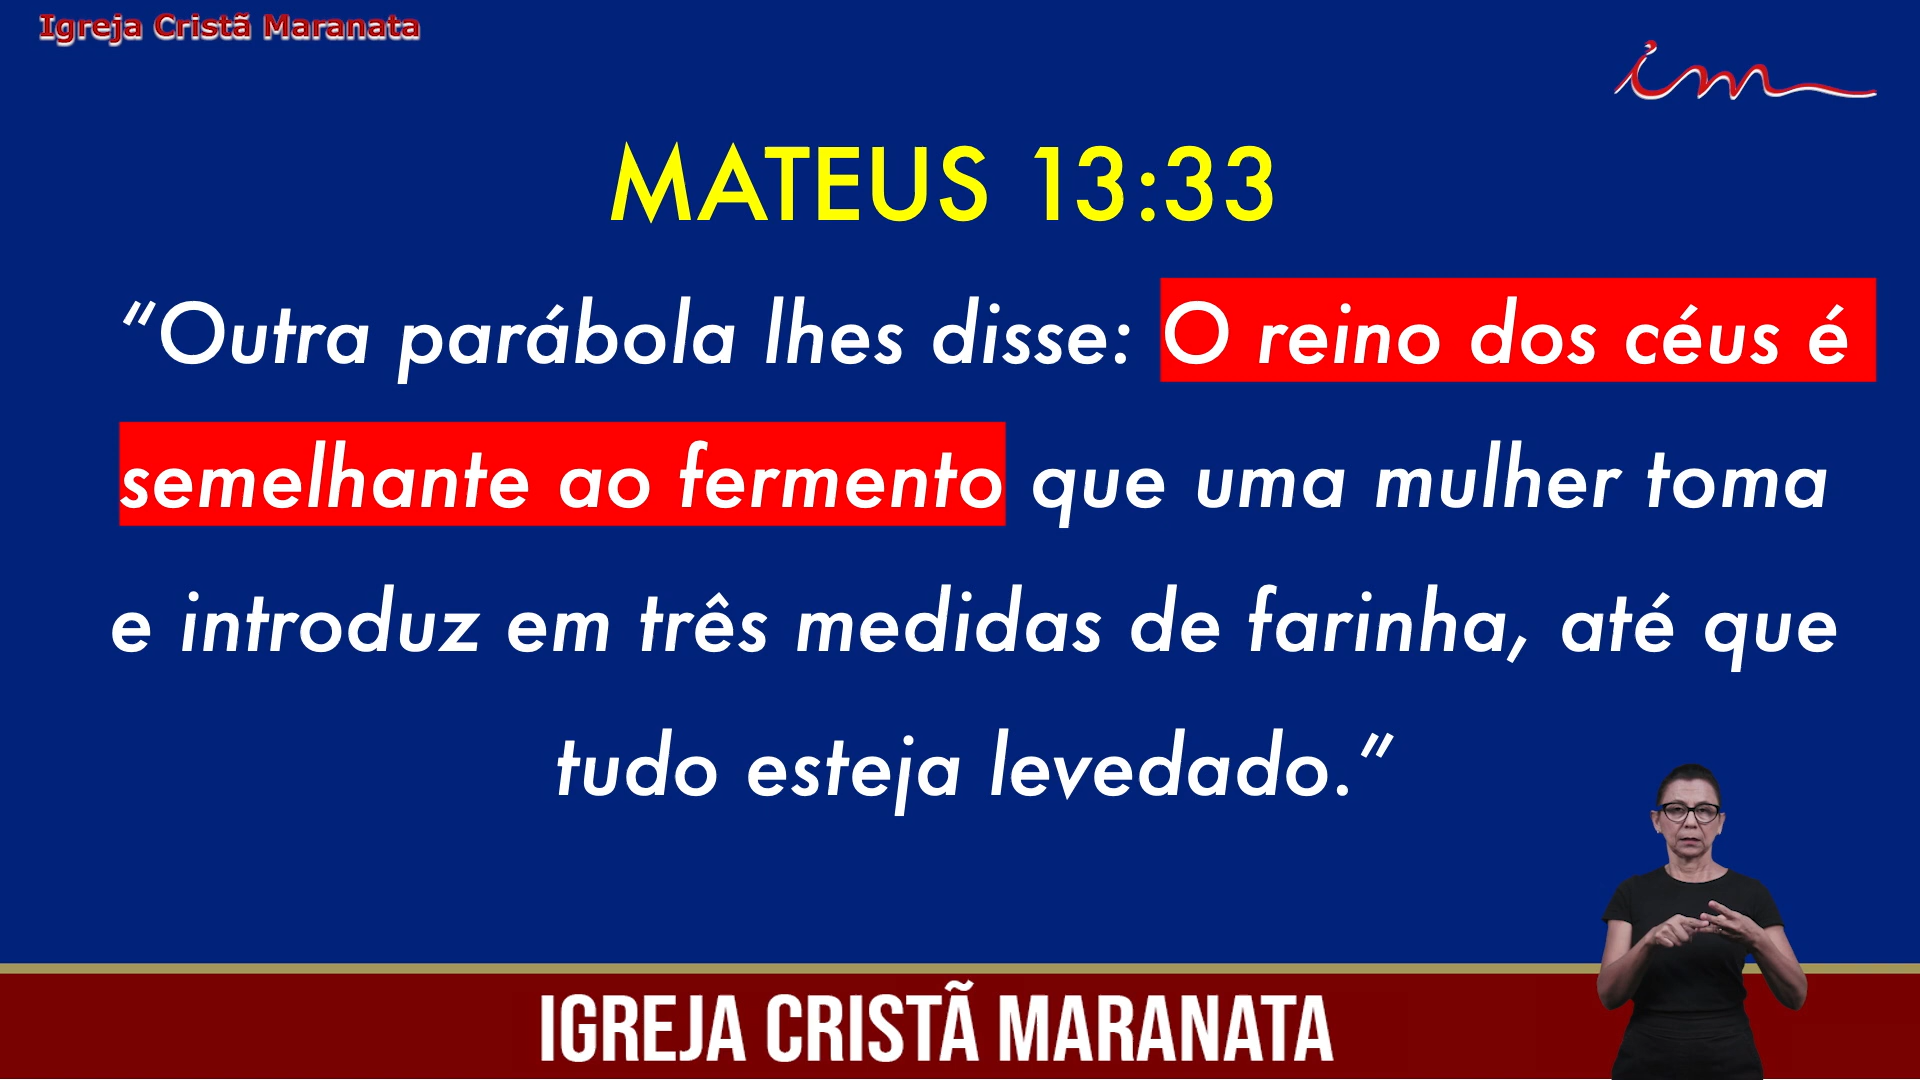 Igreja Cristã Maranata
im
MATEUS 13:33
“Outra parábola lhes disse: O reino dos céus é
semelhante ao fermento que uma mulher toma
e introduz em três medidas de farinha, até que
tudo esteja levedado.”
IGREJA CRISTÃ MARANATA